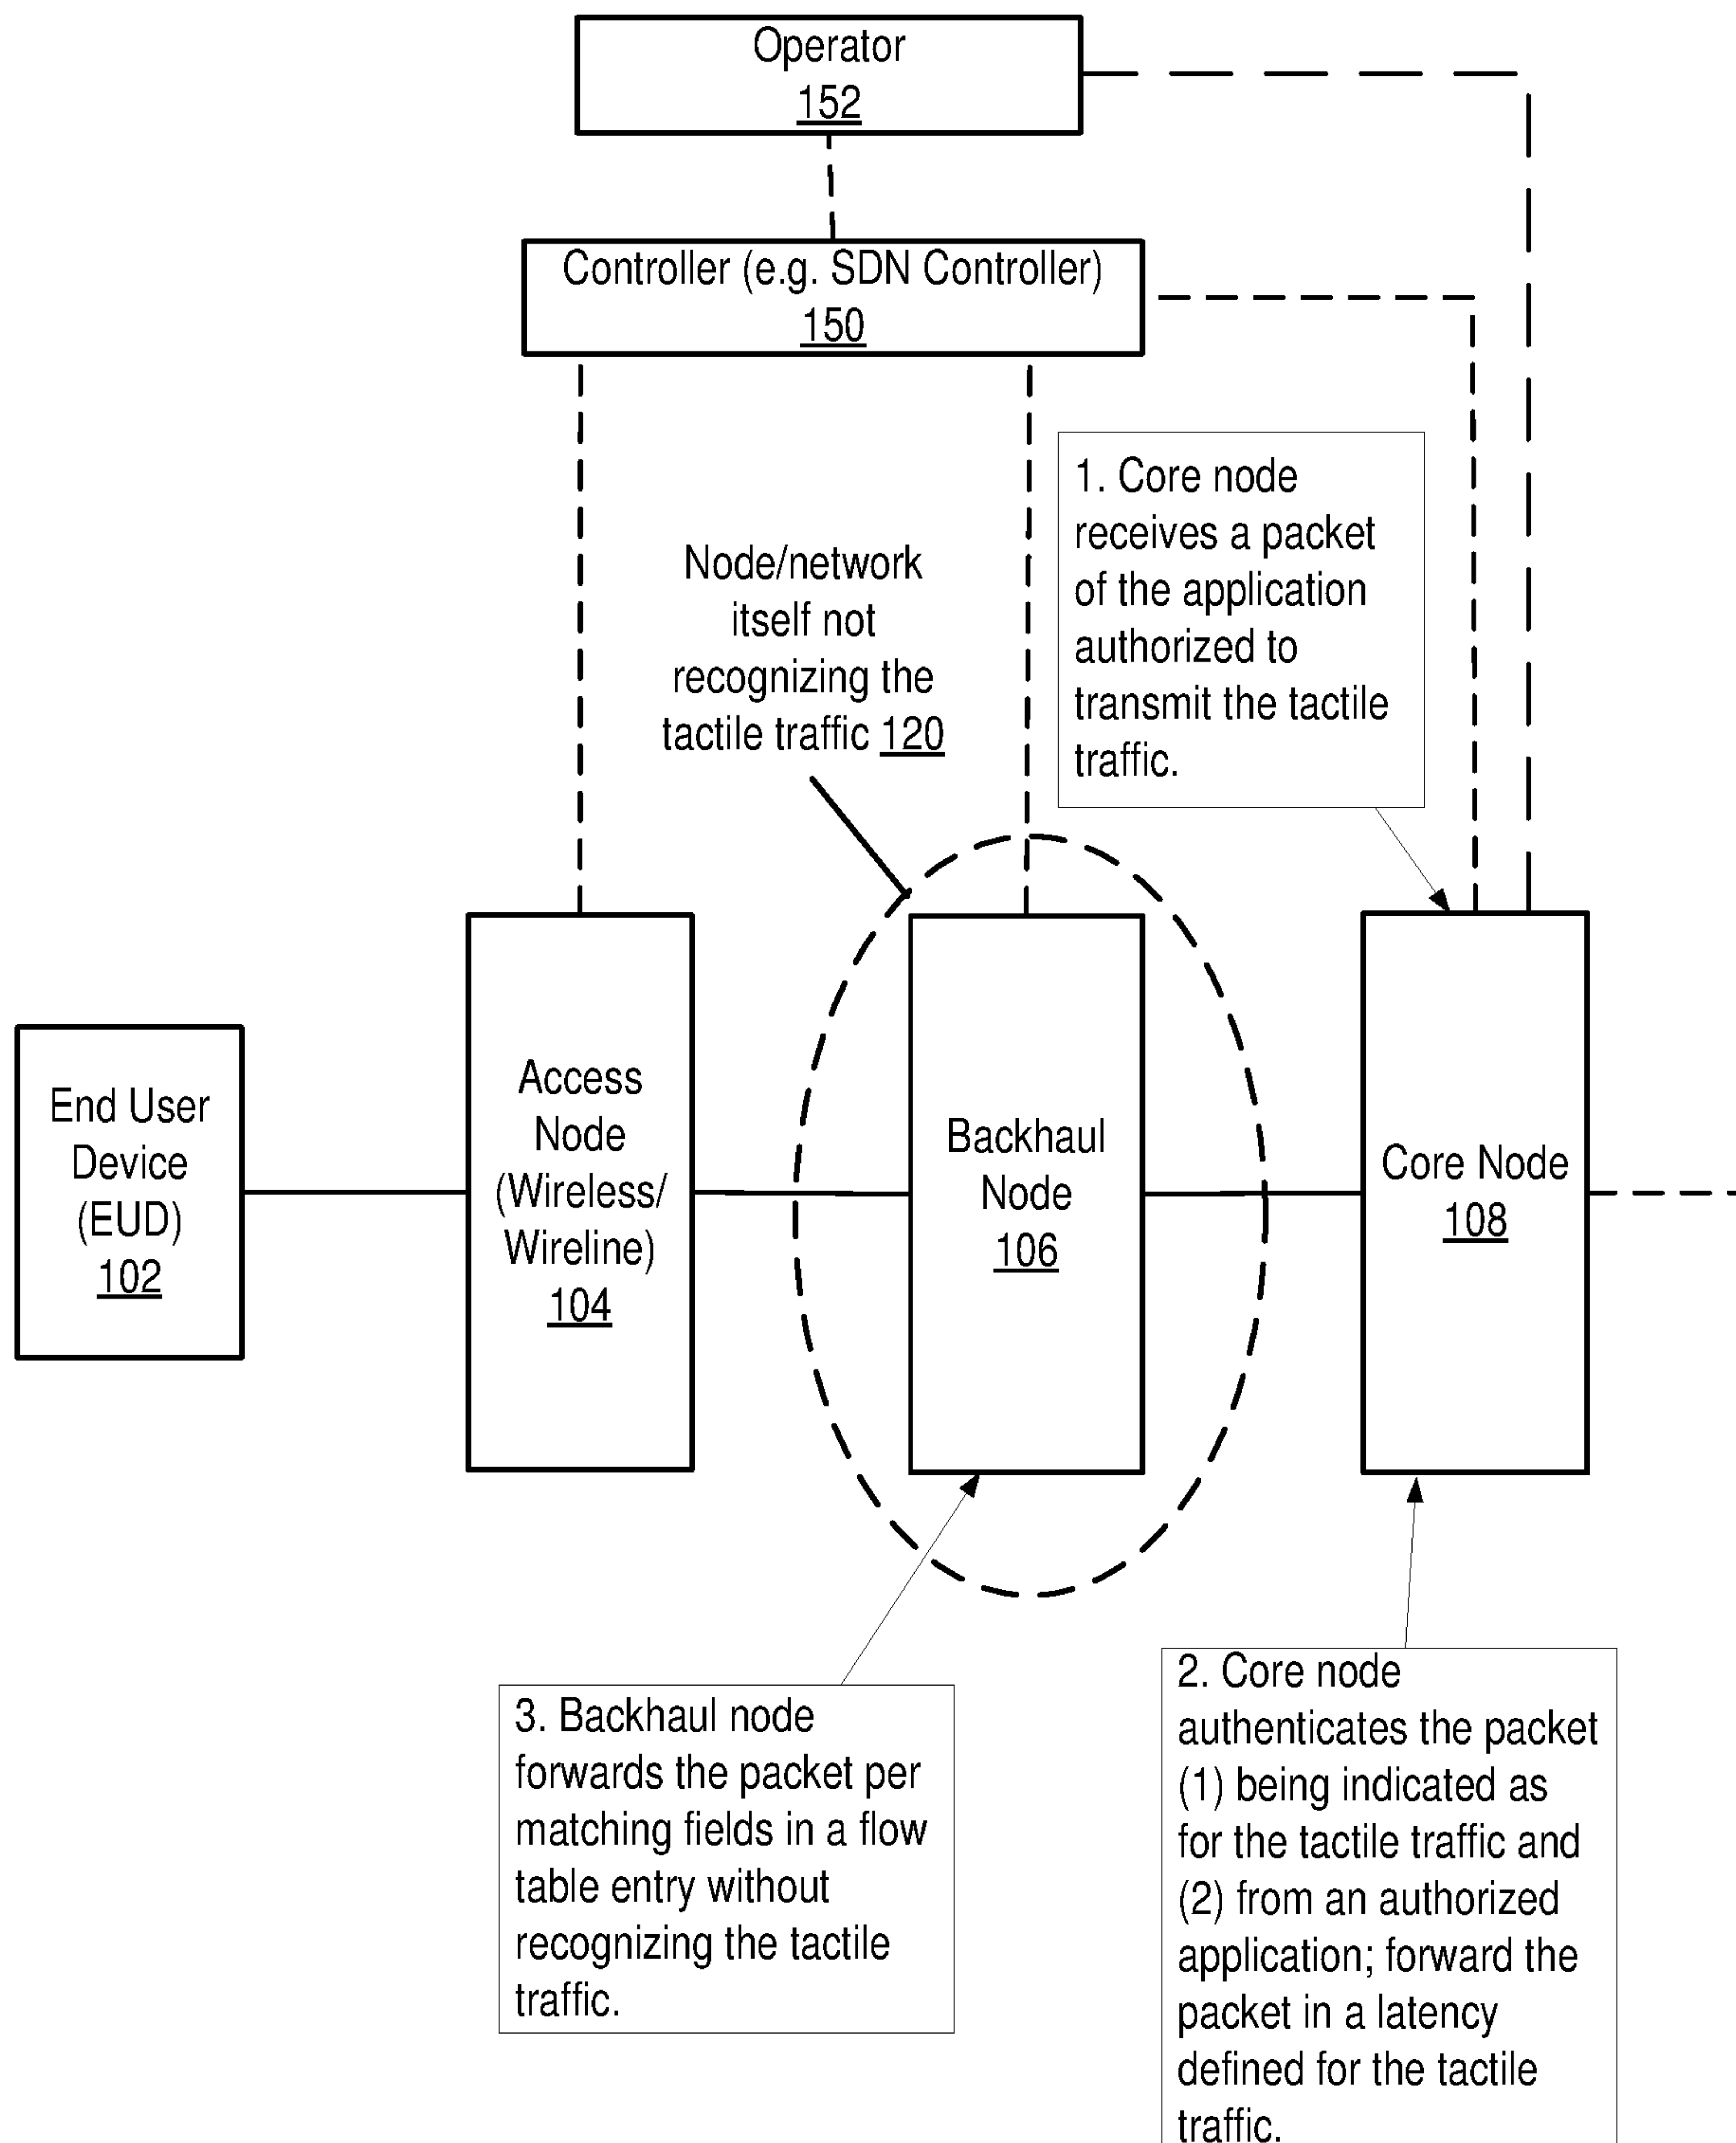 Operator
152
Controller (e.g. SDN Controller)
150
1. Core node
receives a packet
of the application
authorized to
transmit the tactile
traffic.
Node/network
itself not
recognizing the
tactile traffic 120
End User
Device
(EUD)
102
Access
Node
(Wireless/
Wireline)
104
Backhaul
Node
106
Core Node
108
3. Backhaul node
forwards the packet per
matching fields in a flow
table entry without
recognizing the tactile
traffic.
2. Core node
authenticates the packet
(1) being indicated as
for the tactile traffic and
(2) from an authorized
application; forward the
packet in a latency
defined for the tactile
traffic.